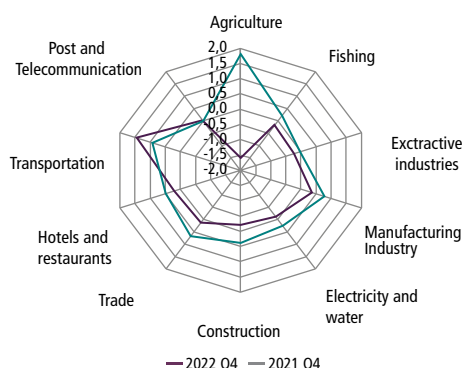 Agriculture
Post and
Telecommunication
Fishing
2,0
1,5
1,0
0,5
0,0
-0,5
-1,0
-1,5
-2,0
Exctractive
industries
Transportation
Manufacturing
Industry
Hotels and
restaurants
Electricity and
water
Trade
Construction
2022 Q4
2021 Q4